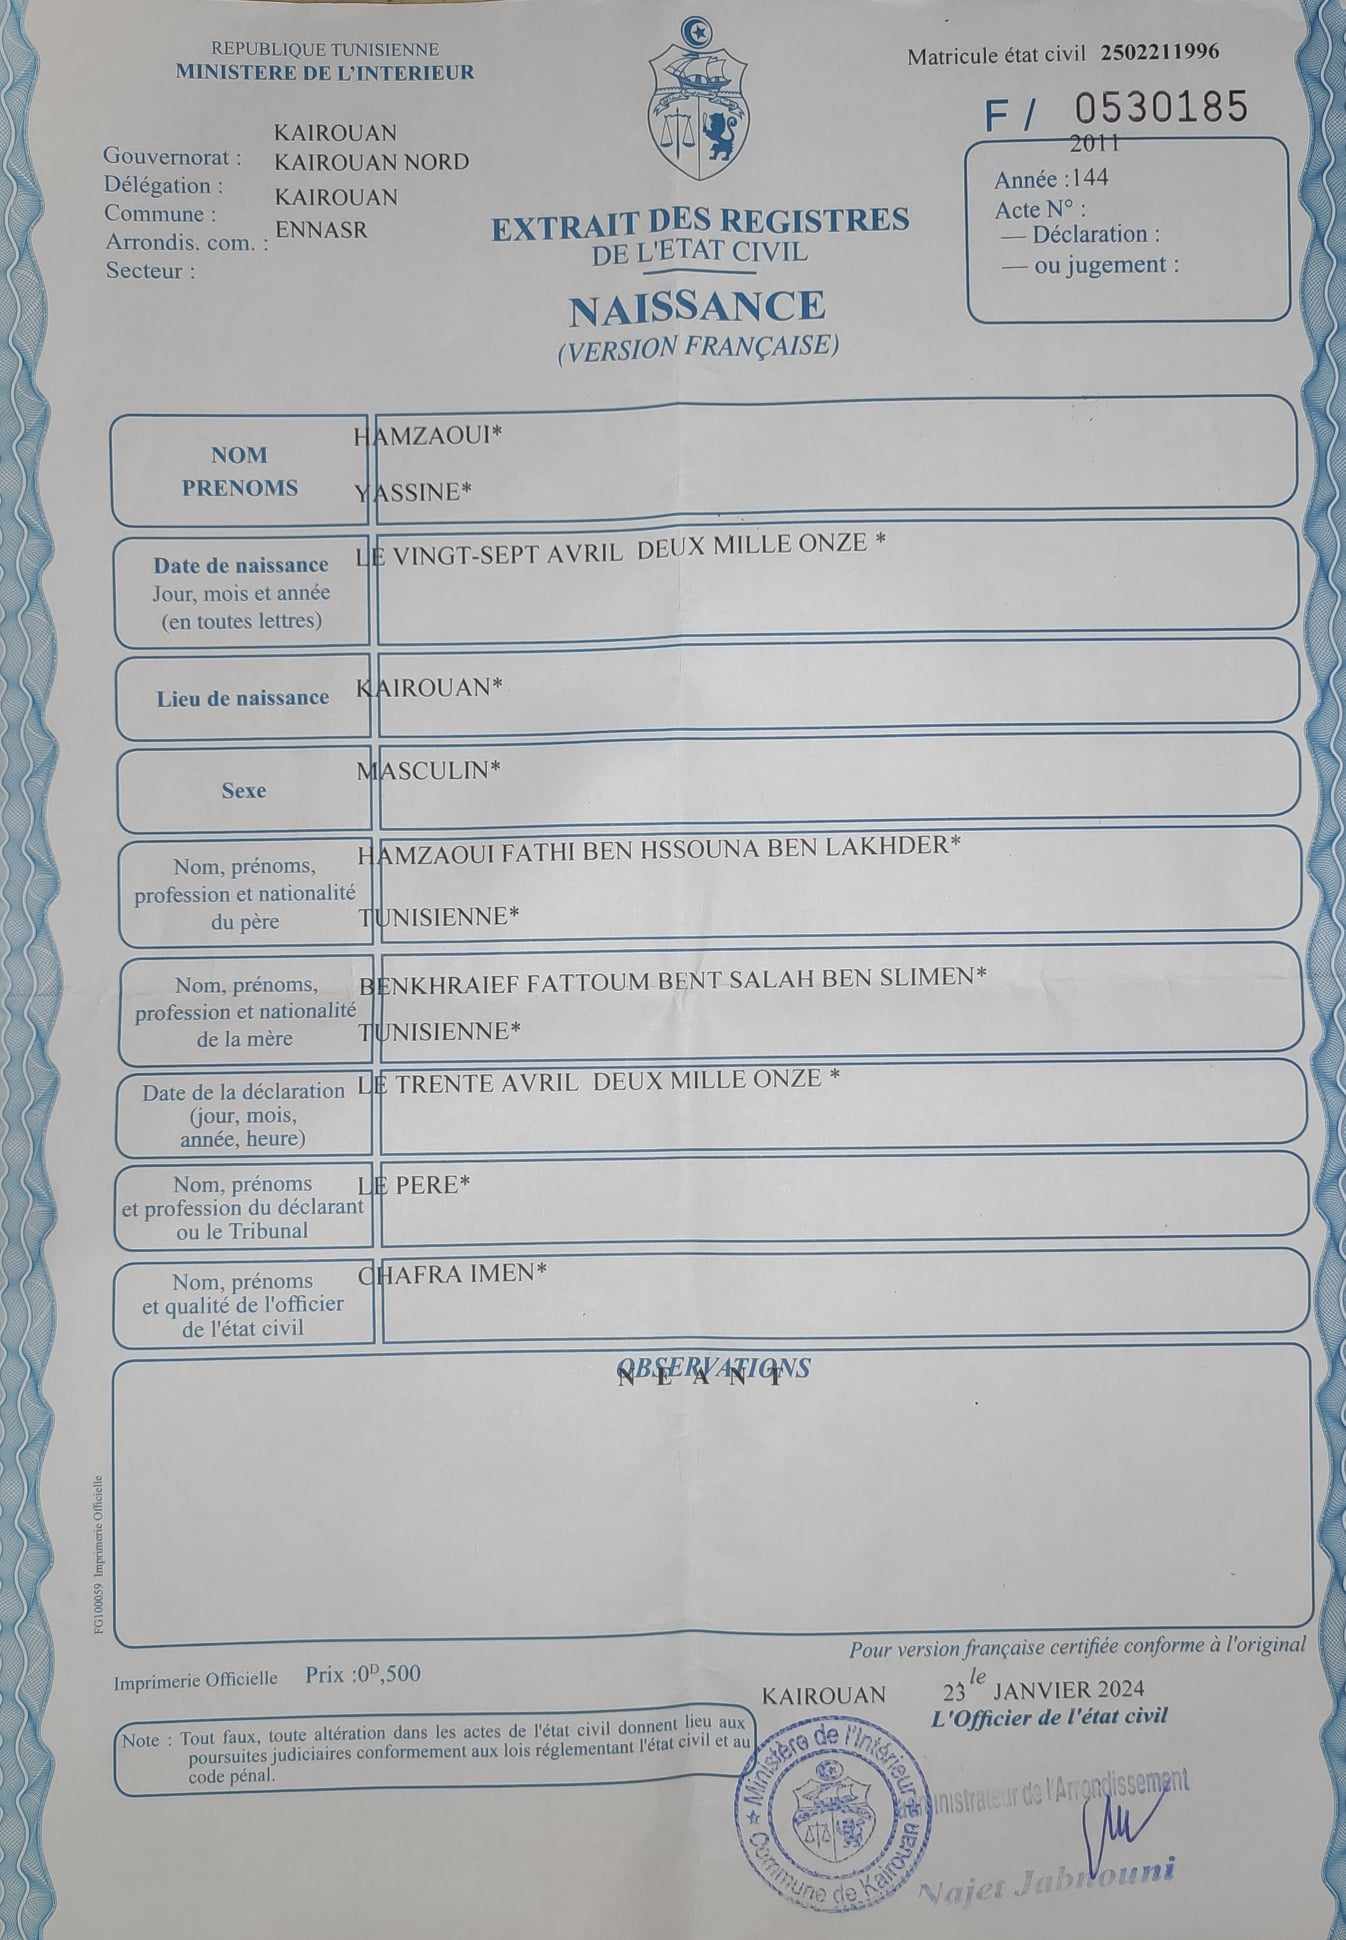 REPUBLIQUE TUNISIENNE
MINISTERE DE L'INTERIEUR
Matricule état civil 2502211996
F / 0530185
Gouvernorat : KAIROUAN
Délégation : KAIROUAN NORD
Commune : KAIROUAN
Arrondis. com. : ENNASR
Secteur :
2011
Année :144
Acte N° :
— Déclaration :
— ou jugement :
EXTRAIT DES REGISTRES
DE L'ETAT CIVIL
NAISSANCE
(VERSION FRANÇAISE)
NOM HAMZAOUI*
PRENOMS YASSINE*
Date de naissance LE VINGT-SEPT AVRIL DEUX MILLE ONZE *
Jour, mois et année
(en toutes lettres)
Lieu de naissance KAIROUAN*
Sexe MASCULIN*
Nom, prénoms, HAMZAOUI FATHI BEN HSSOUNA BEN LAKHDER*
profession et nationalité
du père TUNISIENNE*
Nom, prénoms, BENKHRAIEF FATTOUM BENT SALAH BEN SLIMEN*
profession et nationalité
de la mère TUNISIENNE*
Date de la déclaration LE TRENTE AVRIL DEUX MILLE ONZE *
(jour, mois,
année, heure)
Nom, prénoms LE PERE*
et profession du déclarant
ou le Tribunal
Nom, prénoms CHAFRA IMEN*
et qualité de l'officier
de l'état civil
OBSERVATIONS
N E A N T
FG100059 Imprimerie Officielle
Pour version française certifiée conforme à l'original
Imprimerie Officielle Prix :0D,500
KAIROUAN le 23 JANVIER 2024
L'Officier de l'état civil
Note : Tout faux, toute altération dans les actes de l'état civil donnent lieu aux
poursuites judiciaires conformement aux lois réglementant l'état civil et au
code pénal.
Ministère de l'Intérieur
Commune de Kairouan
Administrateur de l'Arrondissement
Najet Jabnouni